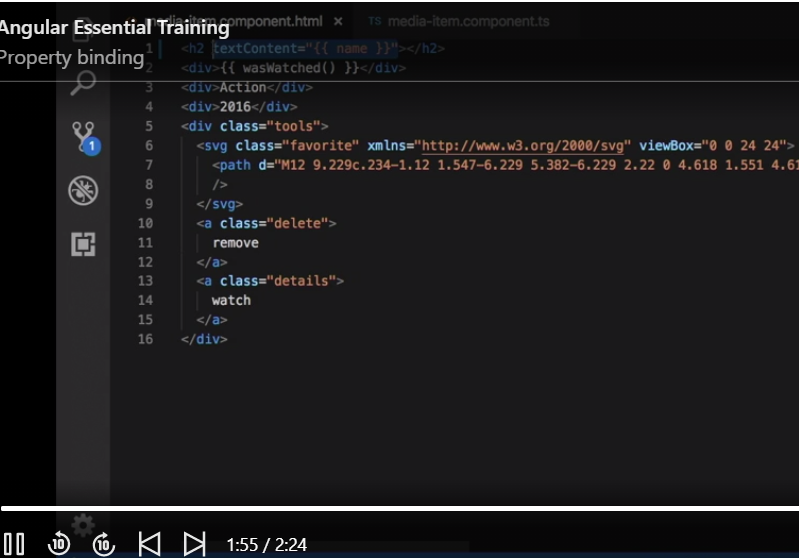 Angular Essential Training
Property binding
media-item.component.html × TS media-item.component.ts
1 <h2 textContent="{{ name }}"></h2>
2 <div>{{ wasWatched() }}</div>
3 <div>Action</div>
4 <div>2016</div>
5 <div class="tools">
6 <svg class="favorite" xmlns="http://www.w3.org/2000/svg" viewBox="0 0 24 24">
7 <path d="M12 9.229c.234-1.12 1.547-6.229 5.382-6.229 2.22 0 4.618 1.551 4.61
8 />
9 </svg>
10 <a class="delete">
11 remove
12 </a>
13 <a class="details">
14 watch
15 </a>
16 </div>
1
10 10 1:55 / 2:24